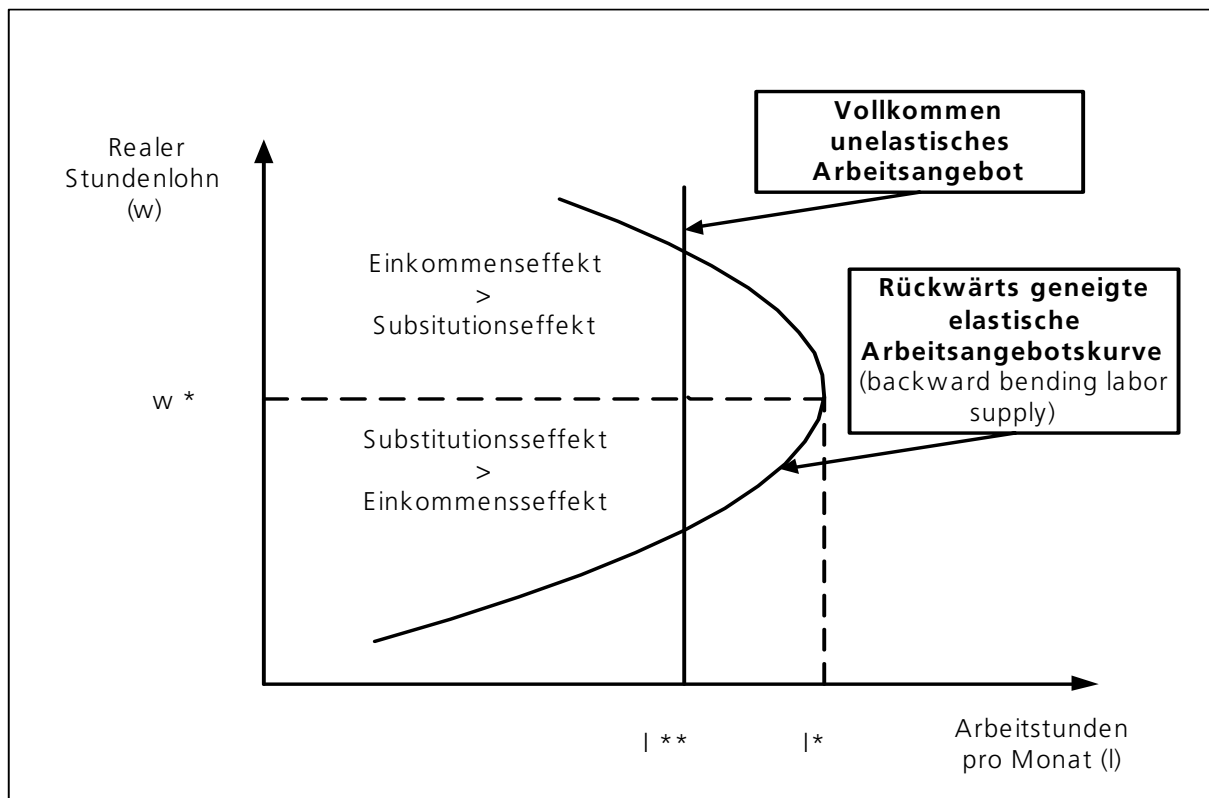 Vollkommen
unelastisches
Arbeitsangebot
Realer
Stundenlohn
(w)
Einkommenseffekt
>
Subsitutionseffekt
Rückwärts geneigte
elastische
Arbeitsangebotskurve
(backward bending labor
supply)
w *
Substitutionsseffekt
>
Einkommensseffekt
l **
l*
Arbeitstunden
pro Monat (l)